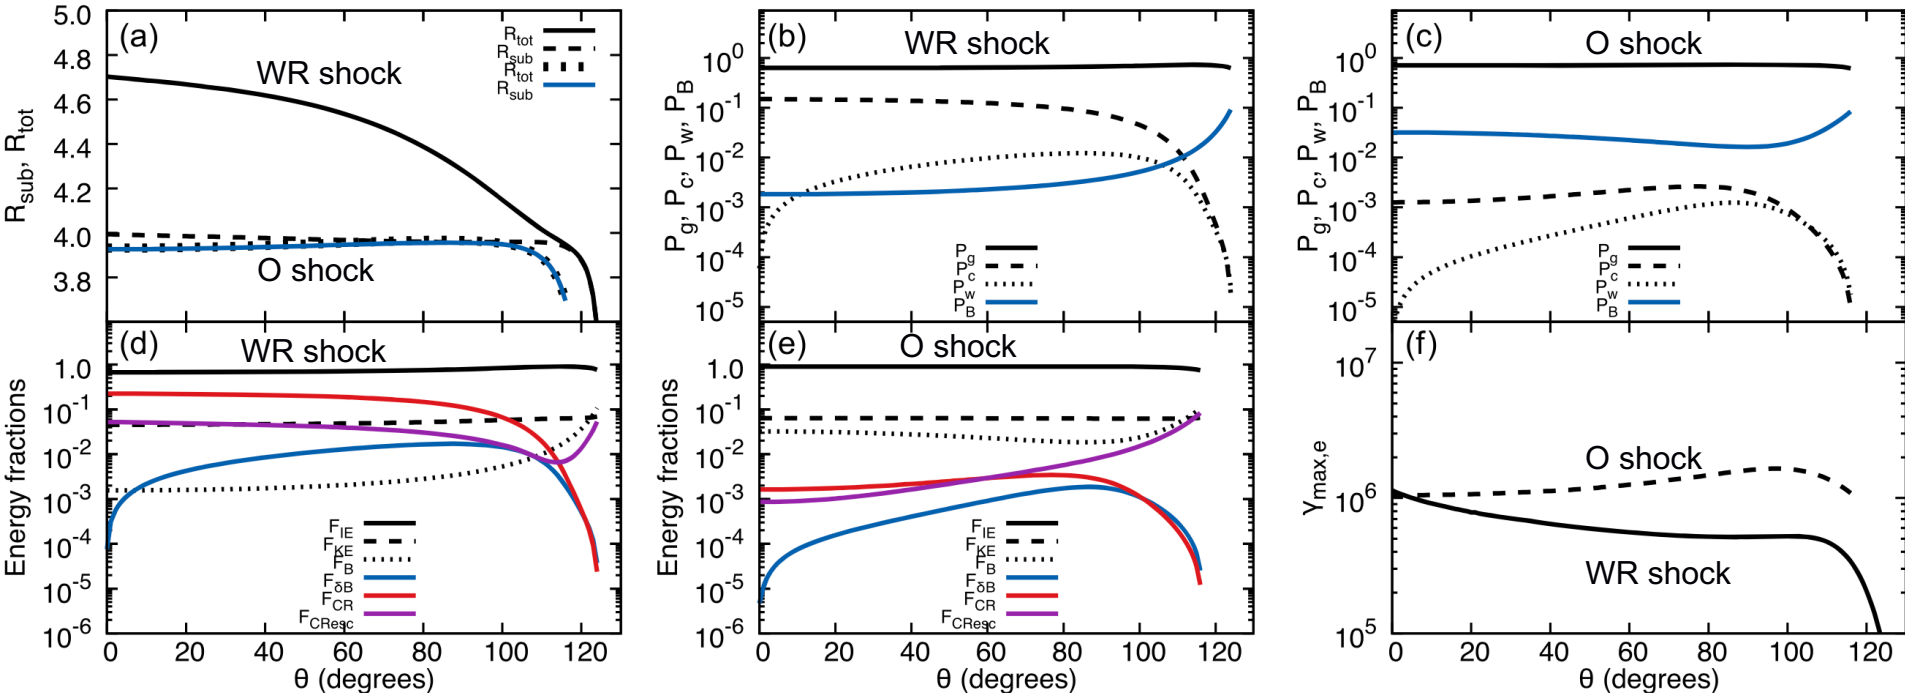 (a)
WR shock
O shock
R_tot
R_sub
R_tot
R_sub
R_sub, R_tot
5.0
4.8
4.6
4.4
4.2
4.0
3.8
(b)
WR shock
P_g, P_c, P_w, P_B
10^0
10^-1
10^-2
10^-3
10^-4
10^-5
P_g
P_c
P_w
P_B
(c)
O shock
P_g, P_c, P_w, P_B
10^0
10^-1
10^-2
10^-3
10^-4
10^-5
P_g
P_c
P_w
P_B
(d)
WR shock
Energy fractions
1.0
10^-1
10^-2
10^-3
10^-4
10^-5
10^-6
F_IE
F_KE
F_B
F_δB
F_CR
F_CResc
0 20 40 60 80 100 120
θ (degrees)
(e)
O shock
Energy fractions
1.0
10^-1
10^-2
10^-3
10^-4
10^-5
10^-6
F_IE
F_KE
F_B
F_δB
F_CR
F_CResc
0 20 40 60 80 100 120
θ (degrees)
(f)
O shock
WR shock
γ_max,e
10^7
10^6
10^5
0 20 40 60 80 100 120
θ (degrees)